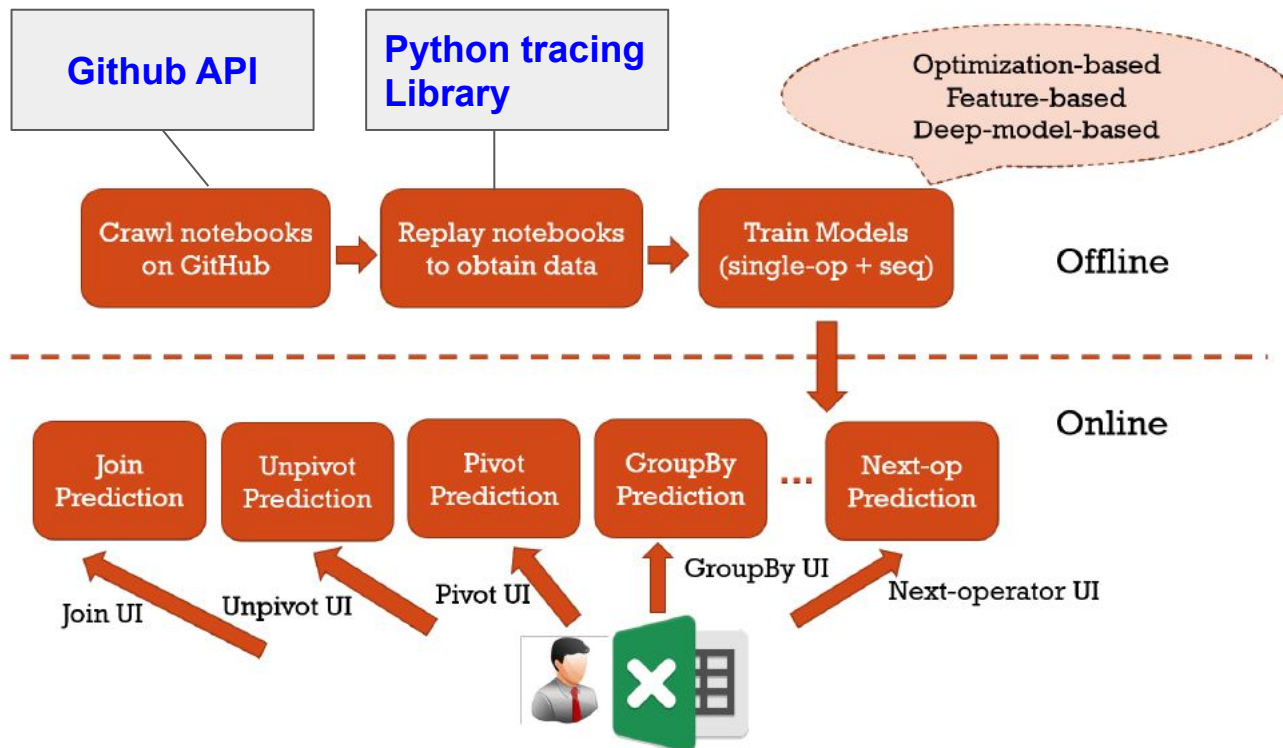 Github API
Python tracing
Library
Optimization-based
Feature-based
Deep-model-based
Crawl notebooks
on GitHub
Replay notebooks
to obtain data
Train Models
(single-op + seq)
Offline
Online
Join
Prediction
Unpivot
Prediction
Pivot
Prediction
GroupBy
Prediction
...
Next-op
Prediction
Join UI
Unpivot UI
Pivot UI
GroupBy UI
Next-operator UI
X